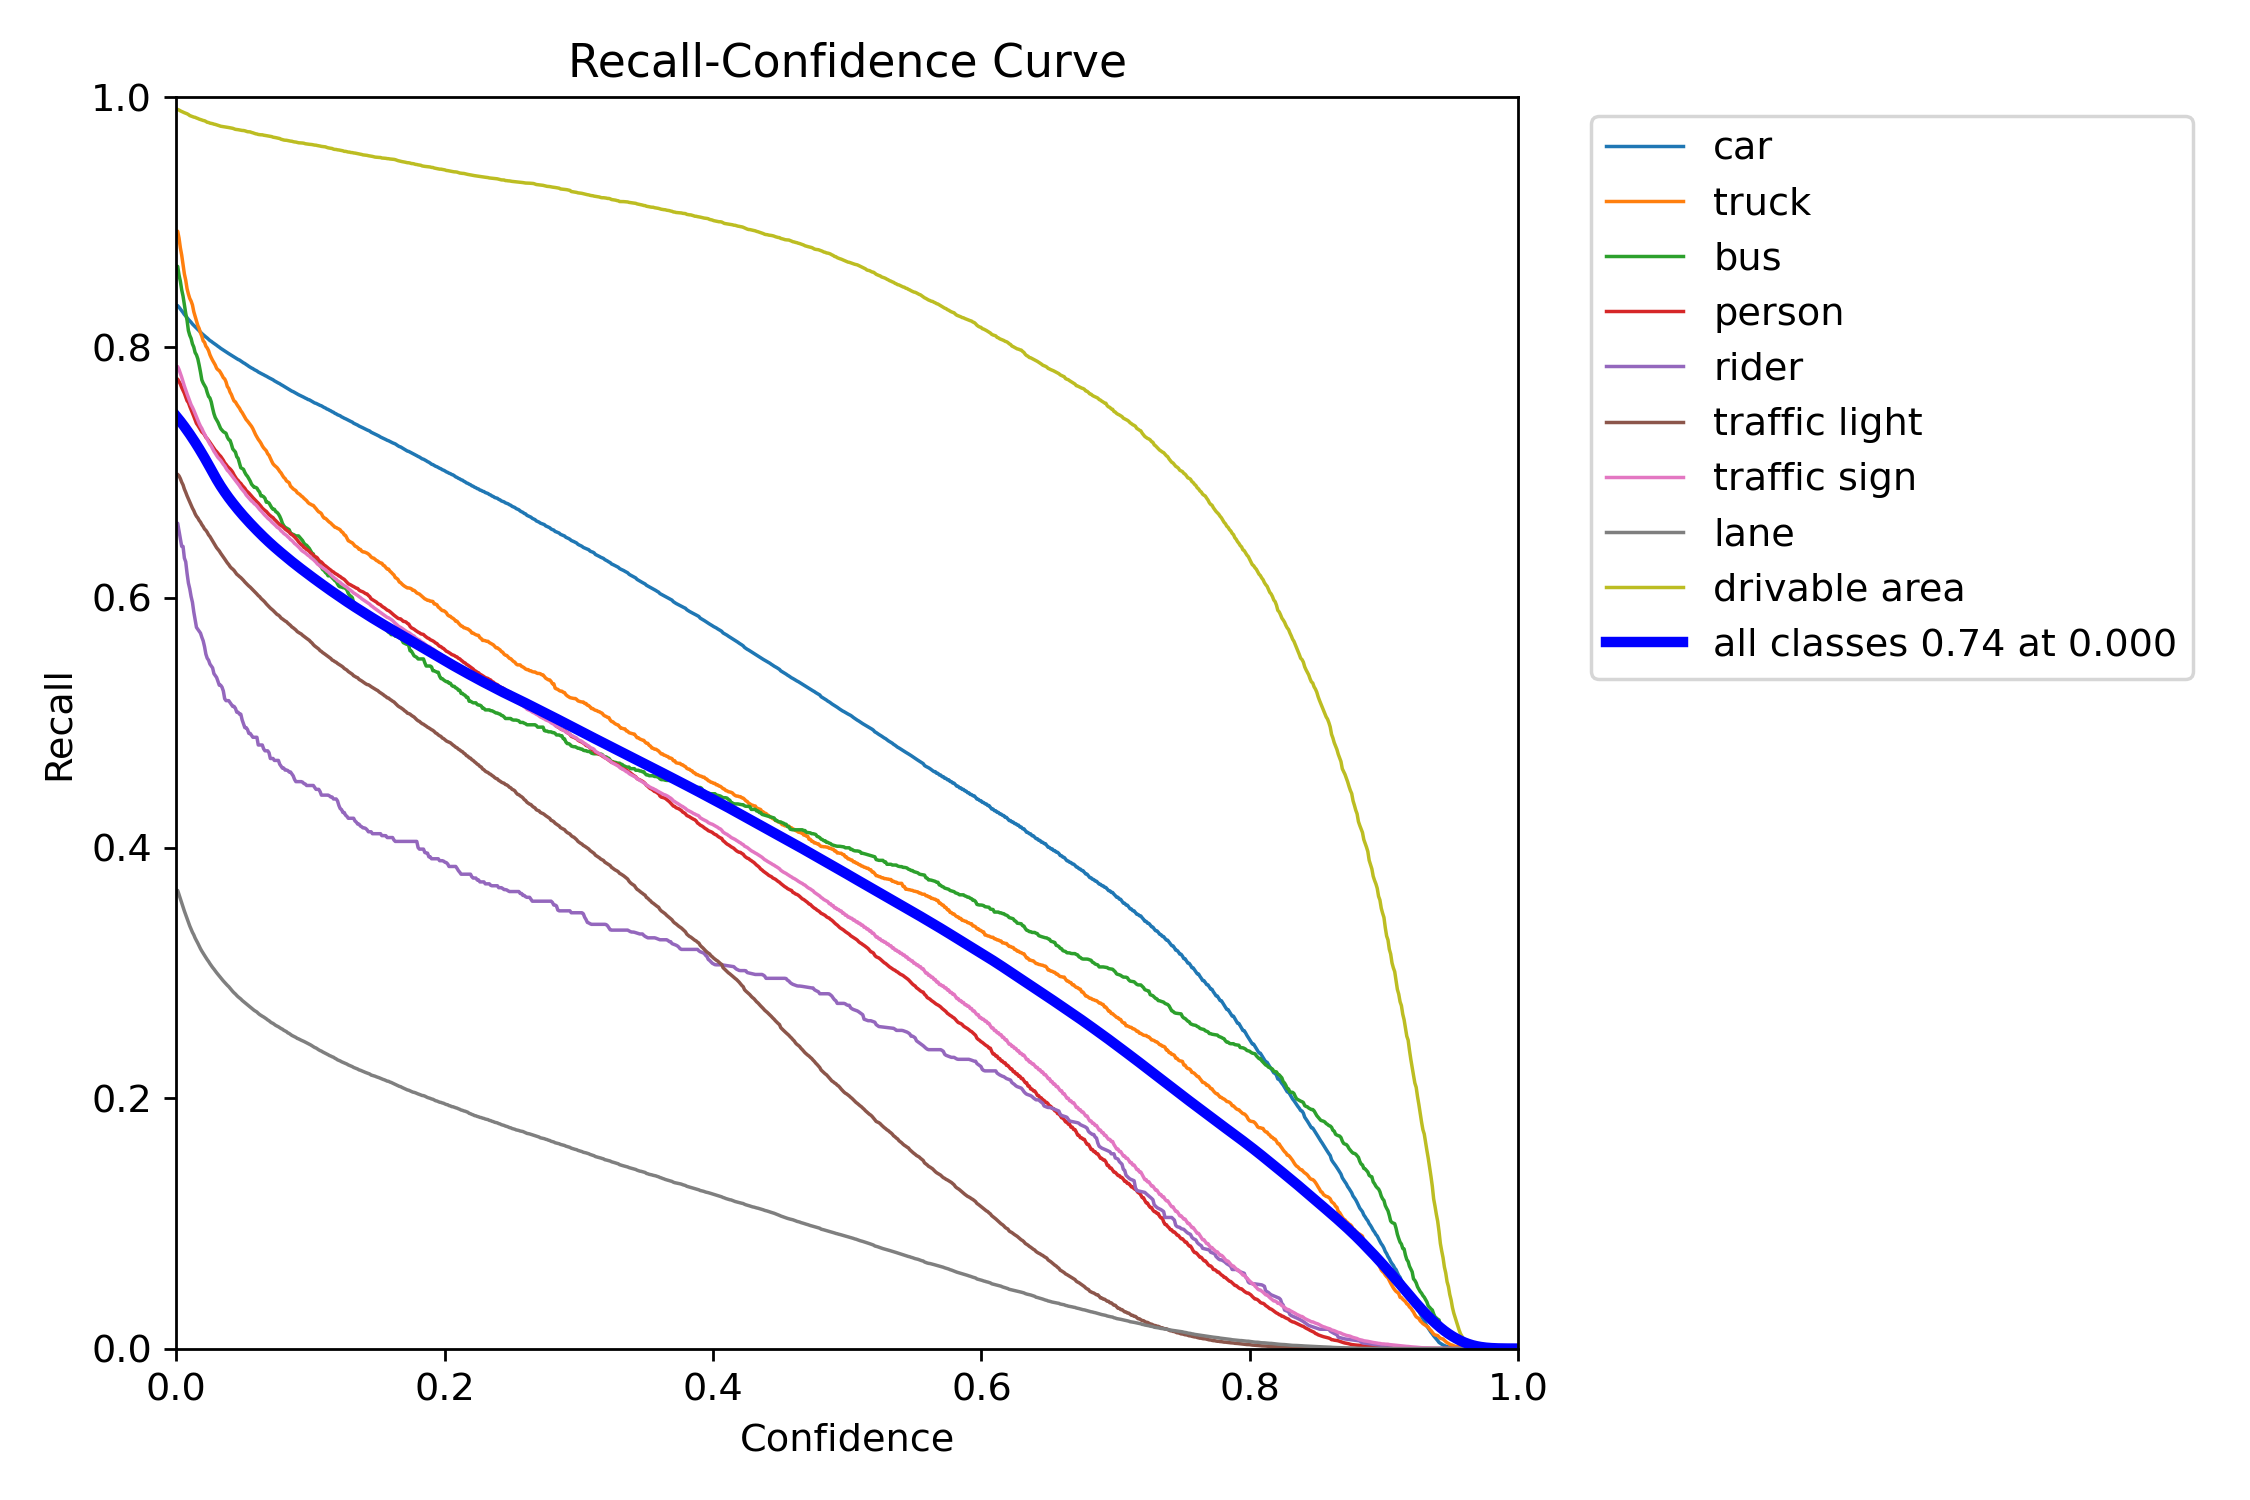 Recall-Confidence Curve
1.0
0.8
0.6
0.4
0.2
0.0
Recall
0.0 0.2 0.4 0.6 0.8 1.0
Confidence
car
truck
bus
person
rider
traffic light
traffic sign
lane
drivable area
all classes 0.74 at 0.000